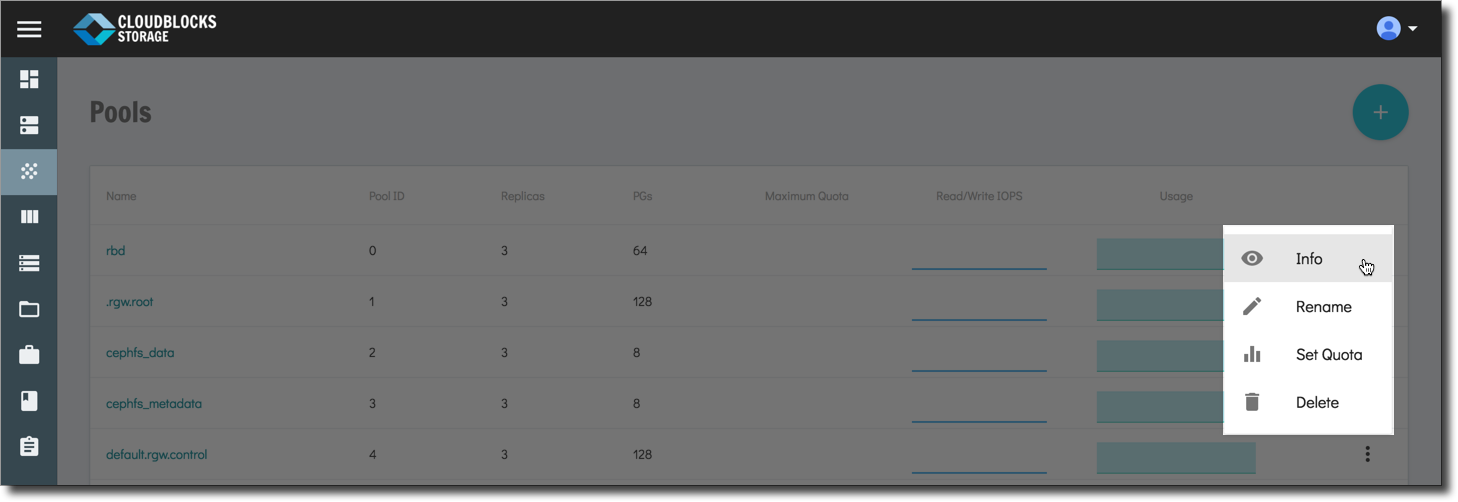 CLOUDBLOCKS
STORAGE
Pools
+
Name Pool ID Replicas PGs Maximum Quota Read/Write IOPS Usage
rbd 0 3 64
Info
.rgw.root 1 3 128
Rename
cephfs_data 2 3 8
Set Quota
cephfs_metadata 3 3 8
Delete
default.rgw.control 4 3 128